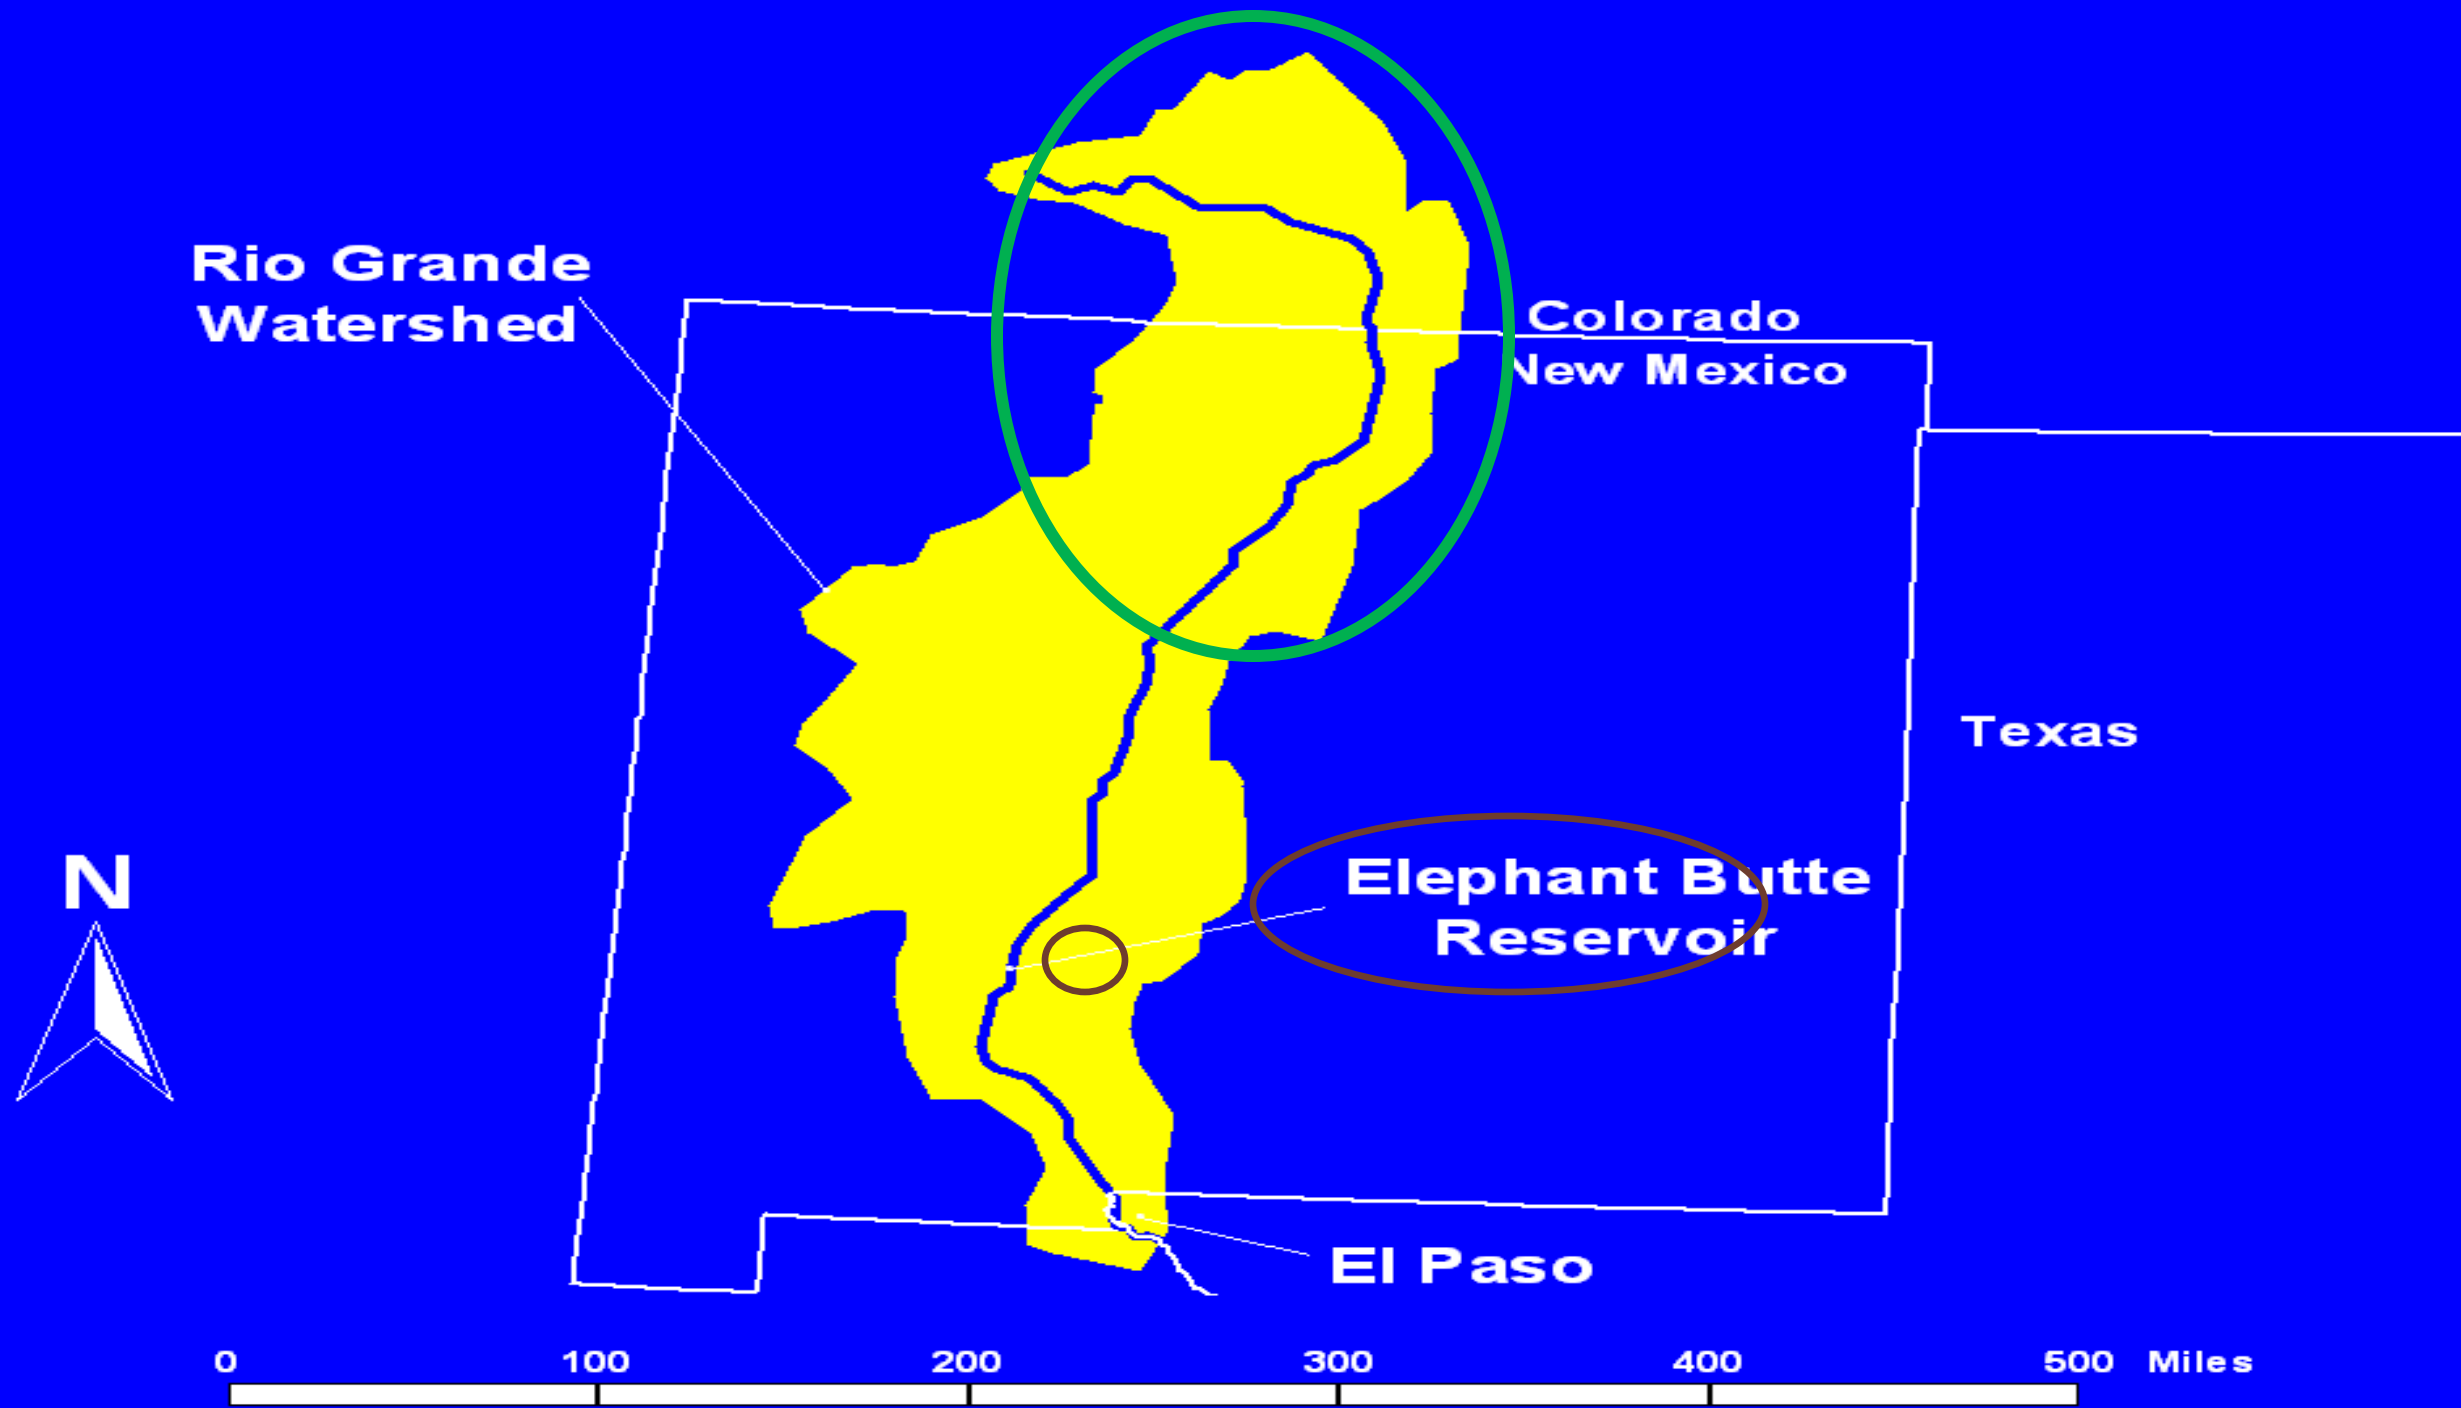 Rio Grande
Watershed
Colorado
New Mexico
Texas
N
Elephant Butte
Reservoir
El Paso
0 100 200 300 400 500 Miles